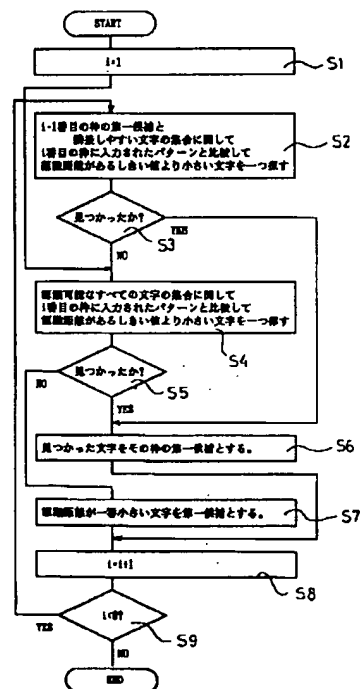 START
i=1
S1
i-1番目の枠の第一候補と
隣接しやすい文字の集合に関して
i番目の枠に入力されたパターンと比較して
認識距離があるしきい値より小さい文字を一つ探す
S2
見つかったか?
YES
S3
NO
認識可能なすべての文字の集合に関して
i番目の枠に入力されたパターンと比較して
認識距離があるしきい値より小さい文字を一つ探す
S4
NO
見つかったか?
S5
YES
見つかった文字をその枠の第一候補とする。
S6
認識距離が一番小さい文字を第一候補とする。
S7
i=i+1
S8
YES
S9
NO
END